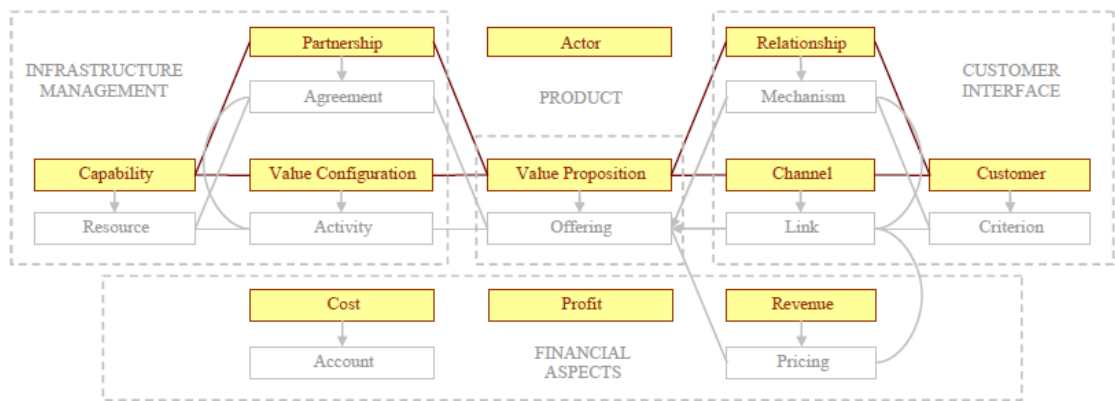 Partnership
Actor
Relationship
INFRASTRUCTURE
MANAGEMENT
CUSTOMER
INTERFACE
Agreement
PRODUCT
Mechanism
Capability
Value Configuration
Value Proposition
Channel
Customer
Resource
Activity
Offering
Link
Criterion
Cost
Profit
Revenue
Account
FINANCIAL
ASPECTS
Pricing